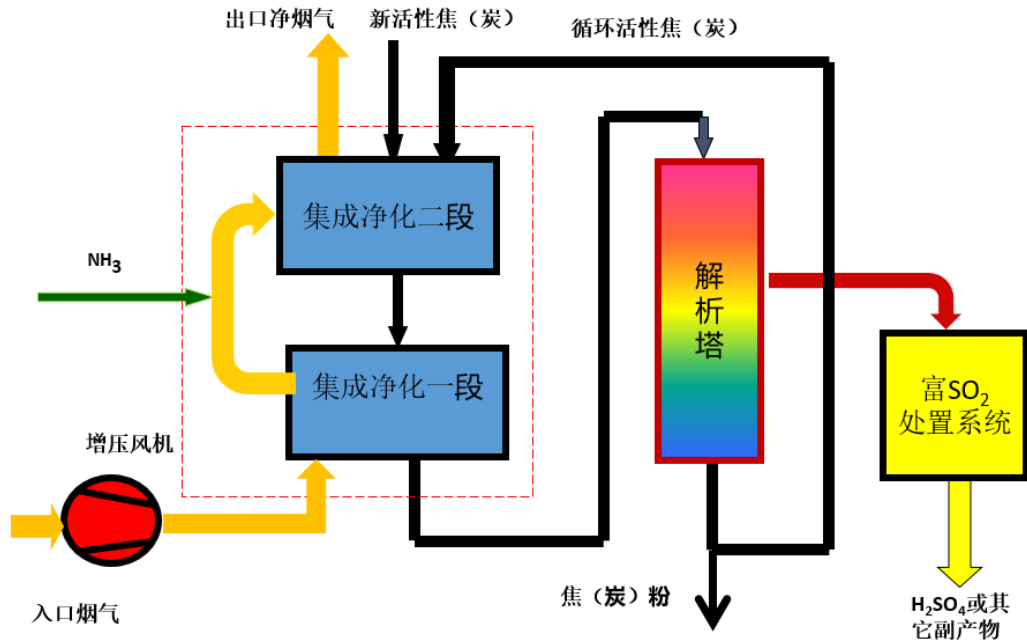 出口净烟气
新活性焦（炭）
循环活性焦（炭）
集成净化二段
NH₃
解
析
塔
集成净化一段
富SO₂
处置系统
增压风机
入口烟气
焦（炭）粉
H₂SO₄或其
它副产物